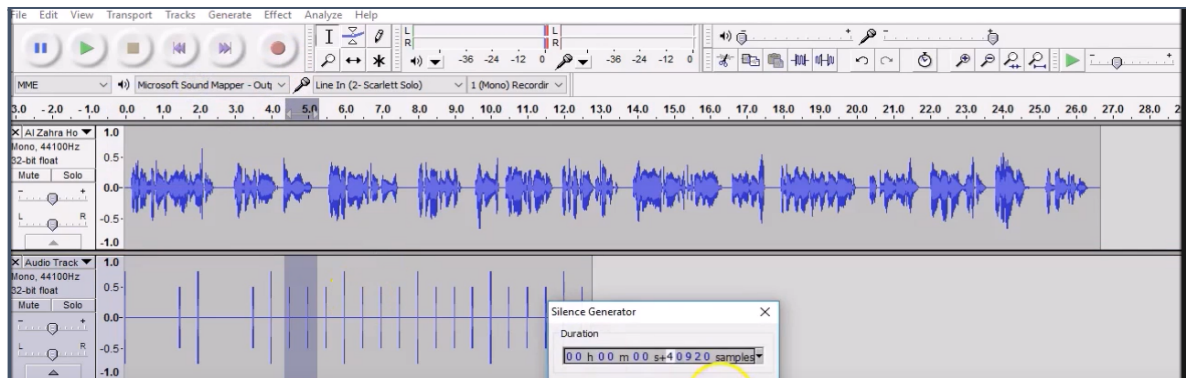 File Edit View Transport Tracks Generate Effect Analyze Help
L
R
-36 -24 -12 0
L
R
-36 -24 -12 0
MME
Microsoft Sound Mapper - Outp
Line In (2- Scarlett Solo)
1 (Mono) Recordir
3.0 -2.0 -1.0 0.0 1.0 2.0 3.0 4.0 5.0 6.0 7.0 8.0 9.0 10.0 11.0 12.0 13.0 14.0 15.0 16.0 17.0 18.0 19.0 20.0 21.0 22.0 23.0 24.0 25.0 26.0 27.0 28.0 2
X Al Zahra Ho
Mono, 44100Hz
32-bit float
Mute Solo
- +
L R
1.0
0.5
0.0
-0.5
-1.0
X Audio Track
Mono, 44100Hz
32-bit float
Mute Solo
- +
L R
1.0
0.5
0.0
-0.5
-1.0
Silence Generator
Duration
00 h 00 m 00 s+40920 samples